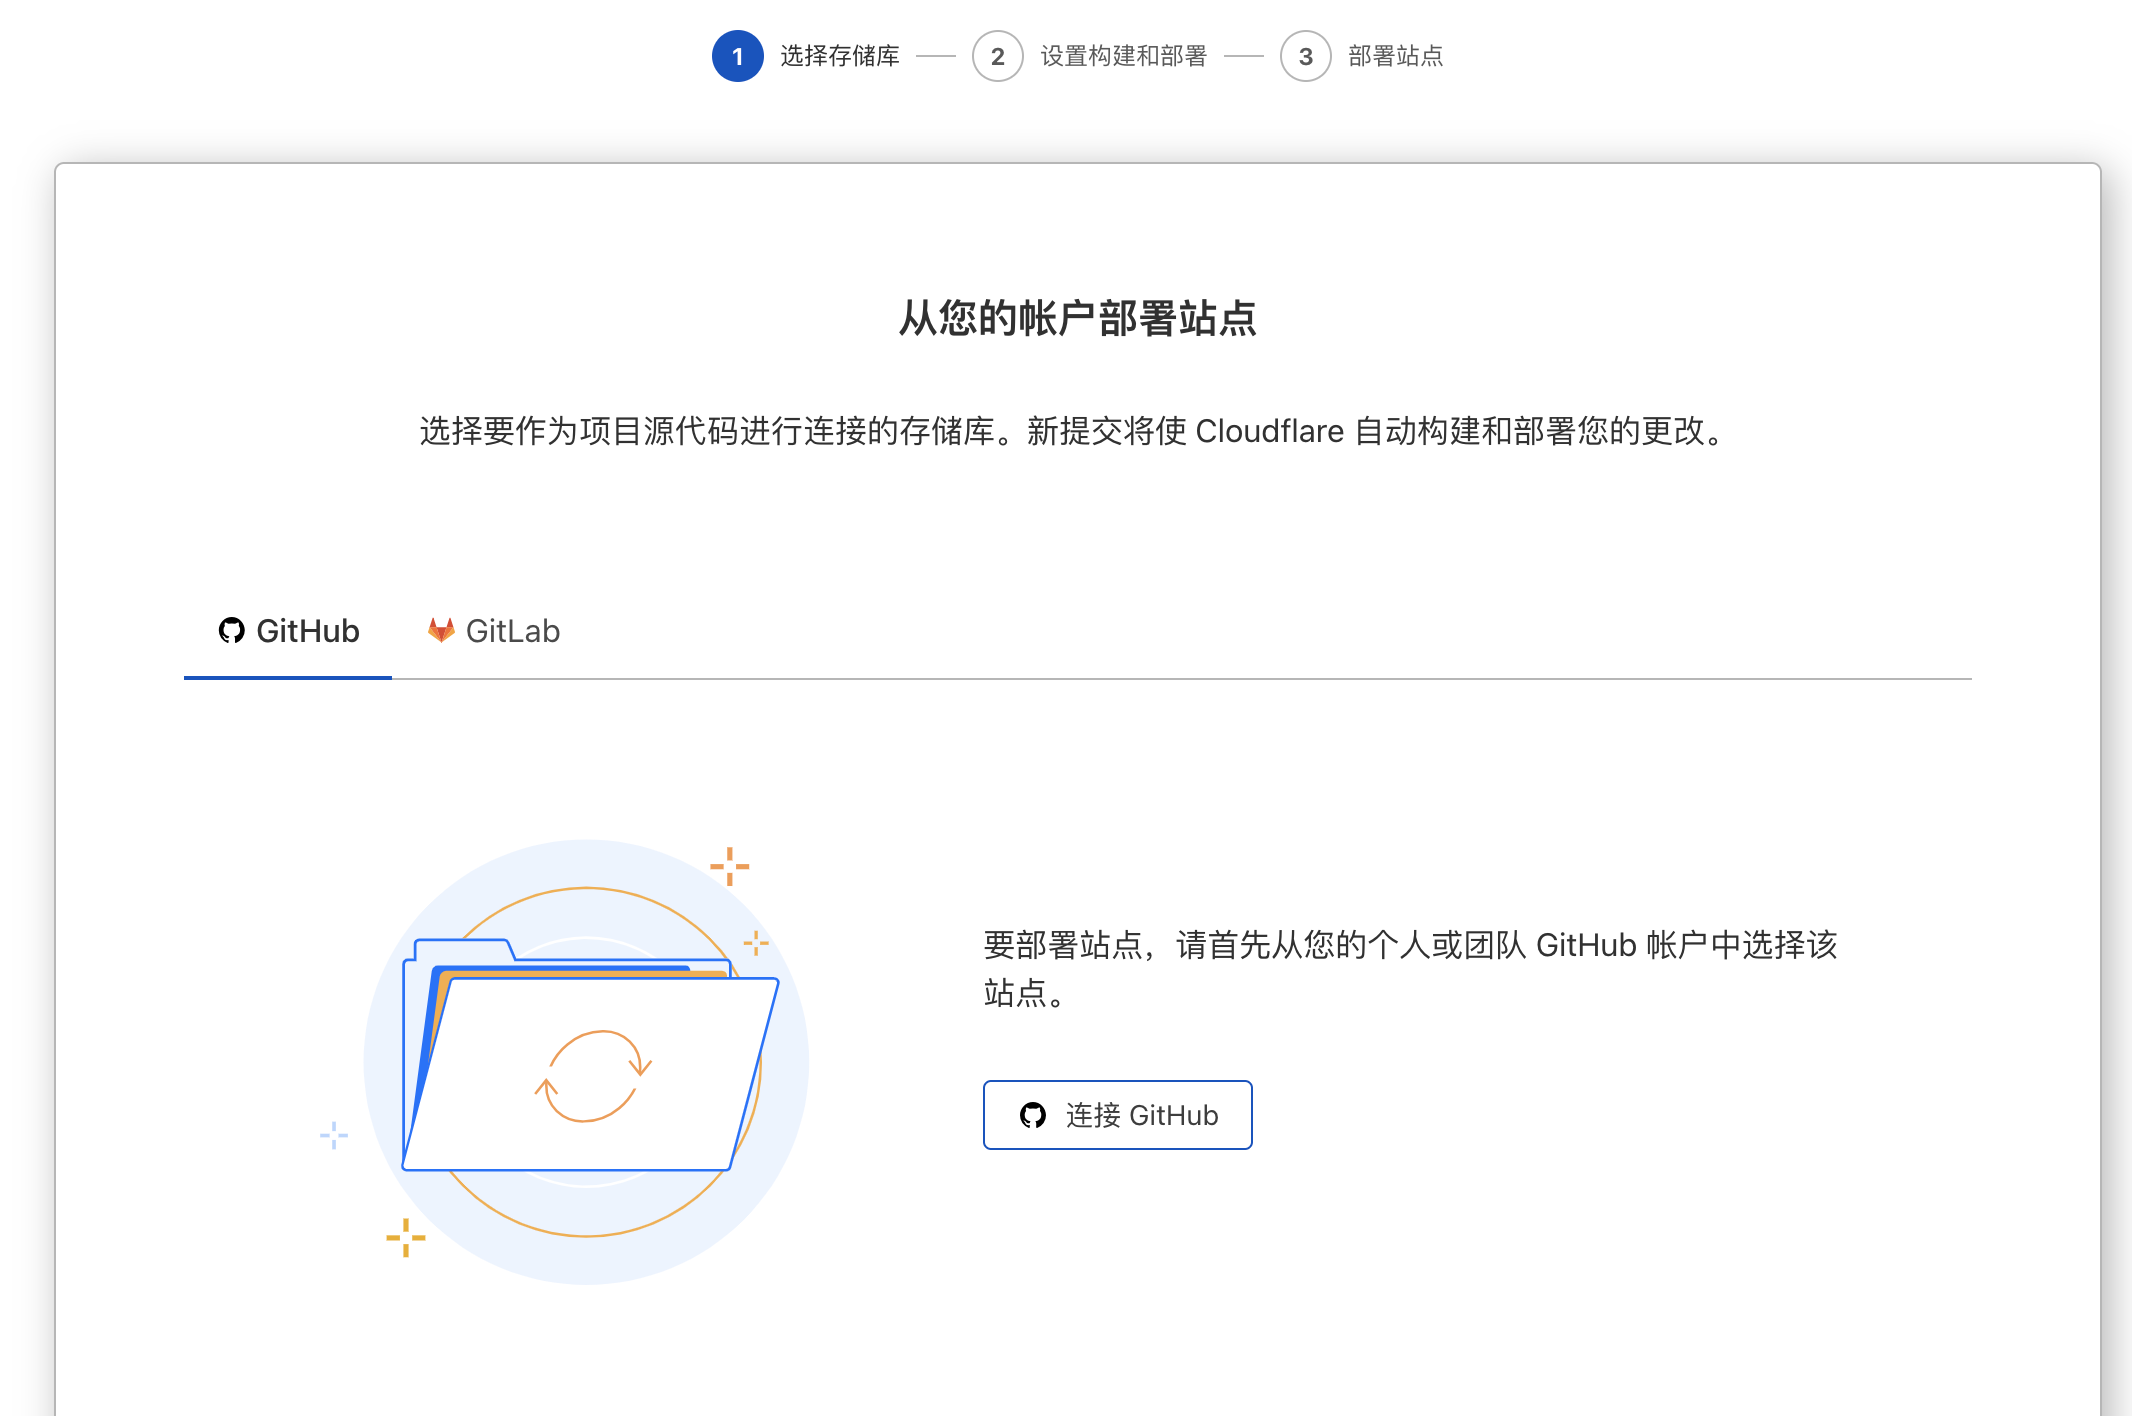 1 选择存储库 2 设置构建和部署 3 部署站点
从您的帐户部署站点
选择要作为项目源代码进行连接的存储库。新提交将使 Cloudflare 自动构建和部署您的更改。
GitHub GitLab
要部署站点，请首先从您的个人或团队 GitHub 帐户中选择该
站点。
连接 GitHub